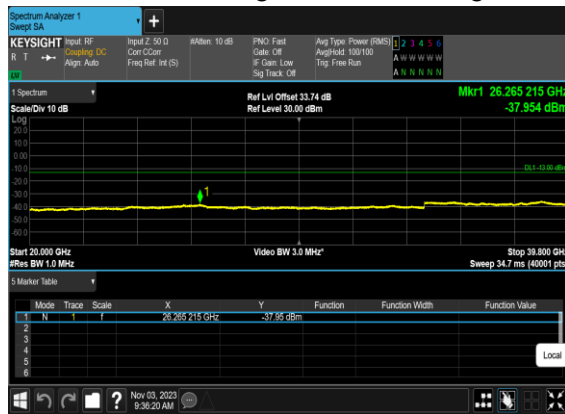 Spectrum Analyzer 1
Swept SA
KEYSIGHT Input: RF Input Z: 50 Ω #Atten: 10 dB PNO: Fast Avg Type: Power (RMS) 1 2 3 4 5 6
R T Coupling: DC Corr CCorr Gate: Off Avg|Hold: 100/100 A W W W W W
Align: Auto Freq Ref: Int (S) IF Gain: Low Trig: Free Run
LW Sig Track: Off A N N N N N
1 Spectrum Ref Lvl Offset 33.74 dB Mkr1 26.265 215 GHz
Scale/Div 10 dB Ref Level 30.00 dBm -37.954 dBm
Log
20.0
10.0
0.00
-10.0 DL1 -13.00 dBm
-20.0
-30.0 1
-40.0
-50.0
-60.0
Start 20.000 GHz Video BW 3.0 MHz* Stop 39.800 GHz
#Res BW 1.0 MHz Sweep 34.7 ms (40001 pts
5 Marker Table
Mode Trace Scale X Y Function Function Width Function Value
1 N 1 f 26.265 215 GHz -37.95 dBm
2
3
4
5 Local
6
? Nov 03, 2023
9:36:20 AM